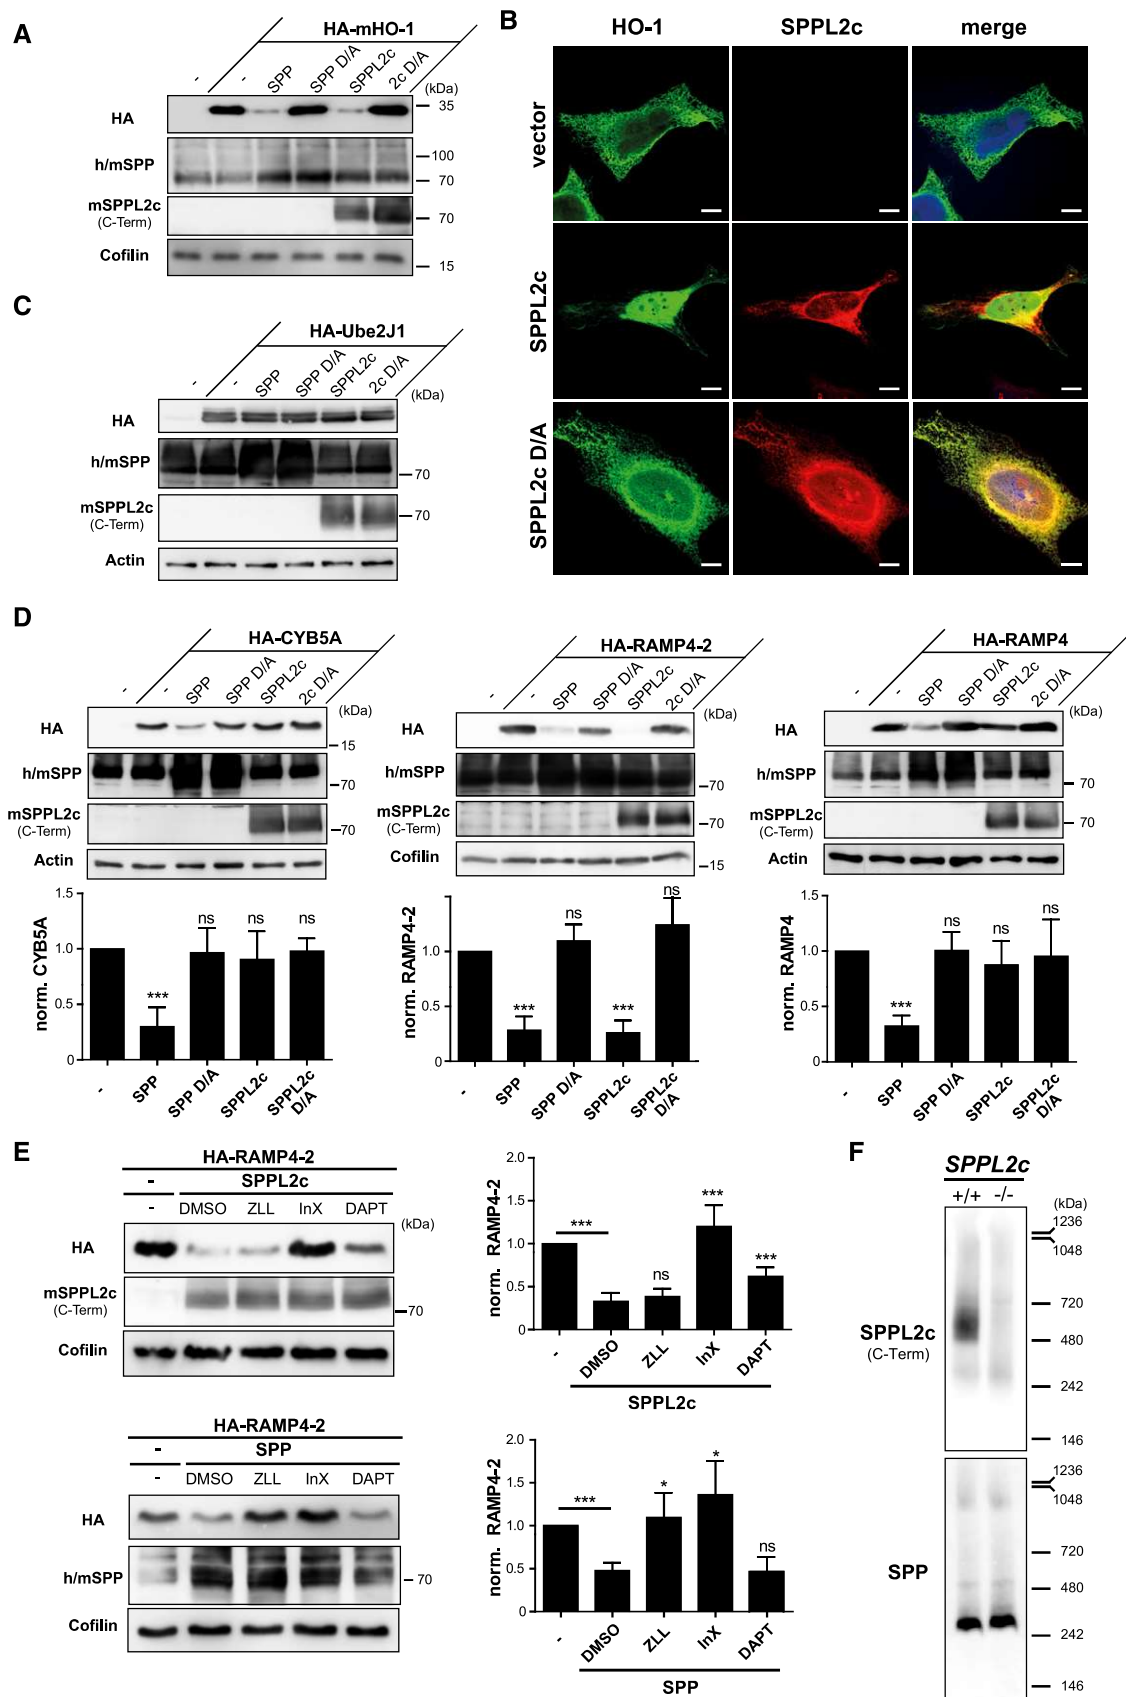 A
HA-mHO-1
- - SPP SPP D/A SPPL2c 2c D/A
(kDa)
HA
35
h/mSPP
100
70
mSPPL2c
(C-Term)
70
Cofilin
15
B
HO-1 SPPL2c merge
vector
SPPL2c
SPPL2c D/A
C
HA-Ube2J1
- - SPP SPP D/A SPPL2c 2c D/A
(kDa)
HA
h/mSPP
70
mSPPL2c
(C-Term)
70
Actin
D
HA-CYB5A
- - SPP SPP D/A SPPL2c 2c D/A
(kDa)
HA
15
h/mSPP
70
mSPPL2c
(C-Term)
70
Actin
norm. CYB5A
1.5
1.0
0.5
0
*** ns ns ns
- SPP SPP D/A SPPL2c SPPL2c D/A
HA-RAMP4-2
- - SPP SPP D/A SPPL2c 2c D/A
(kDa)
HA
h/mSPP
70
mSPPL2c
(C-Term)
70
Cofilin
15
norm. RAMP4-2
1.5
1.0
0.5
0
*** ns *** ns
- SPP SPP D/A SPPL2c SPPL2c D/A
HA-RAMP4
- - SPP SPP D/A SPPL2c 2c D/A
(kDa)
HA
h/mSPP
70
mSPPL2c
(C-Term)
70
Actin
norm. RAMP4
1.5
1.0
0.5
0
*** ns ns ns
- SPP SPP D/A SPPL2c SPPL2c D/A
E
HA-RAMP4-2
- SPPL2c
- DMSO ZLL InX DAPT
(kDa)
HA
mSPPL2c
(C-Term)
70
Cofilin
norm. RAMP4-2
2.0
1.5
1.0
0.5
0
*** ns *** ***
- DMSO ZLL InX DAPT
SPPL2c
HA-RAMP4-2
- SPP
- DMSO ZLL InX DAPT
HA
h/mSPP
70
Cofilin
norm. RAMP4-2
2.0
1.5
1.0
0.5
0
*** * * ns
- DMSO ZLL InX DAPT
SPP
F
SPPL2c
+/+ -/-
(kDa)
1236
1048
720
SPPL2c
(C-Term)
480
242
146
1236
1048
720
SPP
480
242
146